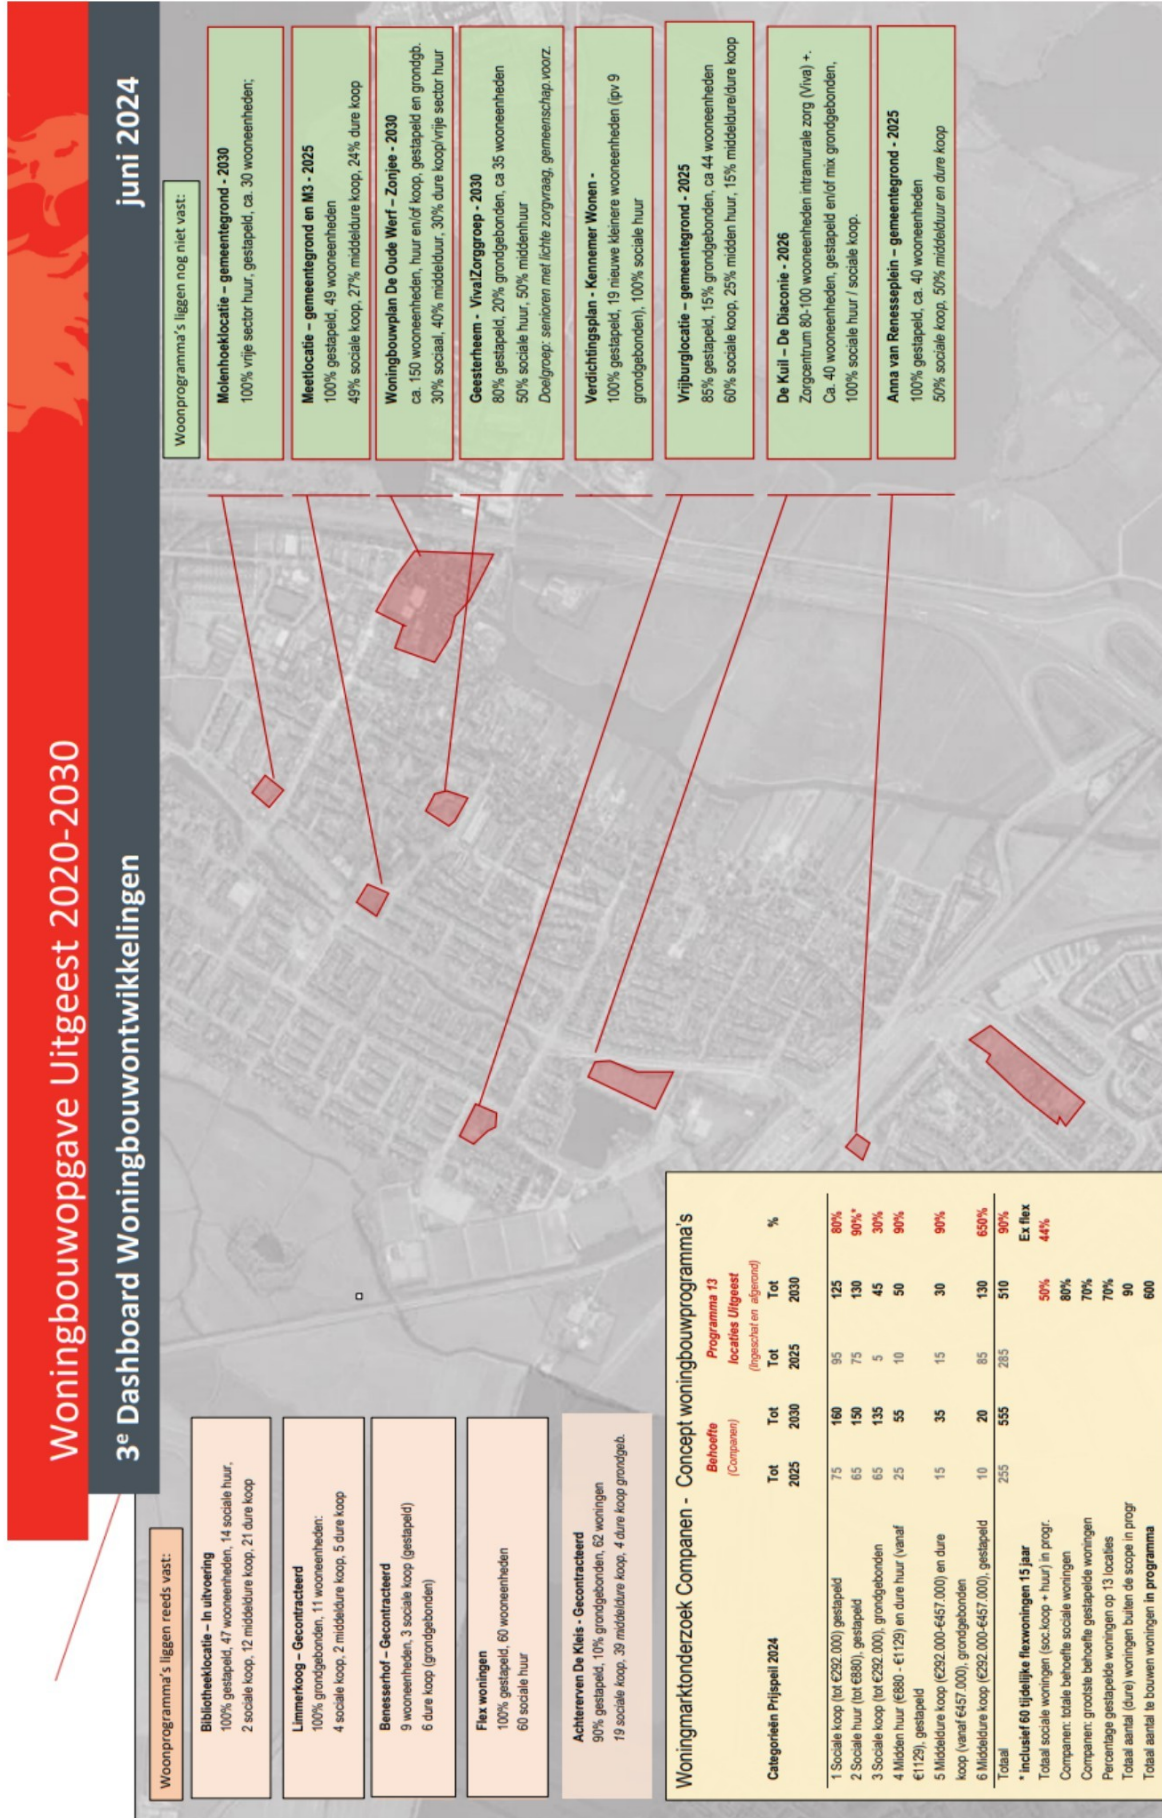 Woningbouwopgave Uitgeest 2020-2030
3e Dashboard Woningbouwontwikkelingen
juni 2024
Woonprogramma's liggen reeds vast:
Bibliotheeklocatie – In uitvoering
100% gestapeld, 47 wooneenheden, 14 sociale huur,
2 sociale koop, 12 middeldure koop, 21 dure koop
Limmerkoog – Gecontracteerd
100% grondgebonden, 11 wooneenheden:
4 sociale koop, 2 middeldure koop, 5 dure koop
Benesserhof – Gecontracteerd
9 wooneenheden, 3 sociale koop (gestapeld)
6 dure koop (grondgebonden)
Flex woningen
100% gestapeld, 60 wooneenheden
60 sociale huur
Achtererven De Kleis - Gecontracteerd
90% gestapeld, 10% grondgebonden, 62 woningen
19 sociale koop, 39 middeldure koop, 4 dure koop grondgeb.
Woonprogramma's liggen nog niet vast:
Molenhoeklocatie – gemeentegrond - 2030
100% vrije sector huur, gestapeld, ca. 30 wooneenheden;
Meetlocatie – gemeentegrond en M3 - 2025
100% gestapeld, 49 wooneenheden
49% sociale koop, 27% middeldure koop, 24% dure koop
Woningbouwplan De Oude Werf – Zonjee - 2030
ca. 150 wooneenheden, huur en/of koop, gestapeld en grondgb.
30% sociaal, 40% middelduur, 30% dure koop/vrije sector huur
Geesterheem - Viva!Zorggroep - 2030
80% gestapeld, 20% grondgebonden, ca 35 wooneenheden
50% sociale huur, 50% middenhuur
Doelgroep: senioren met lichte zorgvraag, gemeenschap.voorz.
Verdichtingsplan - Kennemer Wonen -
100% gestapeld, 19 nieuwe kleinere wooneenheden (ipv 9
grondgebonden), 100% sociale huur
Vrijburglocatie – gemeentegrond - 2025
85% gestapeld, 15% grondgebonden, ca 44 wooneenheden
60% sociale koop, 25% midden huur, 15% middeldure/dure koop
De Kuil – De Diaconie - 2026
Zorgcentrum 80-100 wooneenheden intramurale zorg (Viva) +.
Ca. 40 wooneenheden, gestapeld en/of mix grondgebonden,
100% sociale huur / sociale koop.
Anna van Renesseplein – gemeentegrond - 2025
100% gestapeld, ca. 40 wooneenheden
50% sociale koop, 50% middelduur en dure koop
Woningmarktonderzoek Companen - Concept woningbouwprogramma's
Behoefte Programma 13
(Companen) locaties Uitgeest
(Ingeschat en afgerond)
Categorieën Prijspeil 2024 Tot Tot Tot Tot %
2025 2030 2025 2030
1 Sociale koop (tot €292.000) gestapeld 75 160 95 125 80%
2 Sociale huur (tot €880), gestapeld 65 150 75 130 90%*
3 Sociale koop (tot €292.000), grondgebonden 65 135 5 45 30%
4 Midden huur (€880 - €1129) en dure huur (vanaf 25 55 10 50 90%
€1129), gestapeld
5 Middeldure koop (€292.000-€457.000) en dure 15 35 15 30 90%
koop (vanaf €457.000), grondgebonden
6 Middeldure koop (€292.000-€457.000), gestapeld 10 20 85 130 650%
Totaal 255 555 285 510 90%
* inclusief 60 tijdelijke flexwoningen 15 jaar Ex flex
Totaal sociale woningen (soc.koop + huur) in progr. 50% 44%
Companen: totale behoefte sociale woningen 80%
Companen: grootste behoefte gestapelde woningen 70%
Percentage gestapelde woningen op 13 locaties 70%
Totaal aantal (dure) woningen buiten de scope in progr 90
Totaal aantal te bouwen woningen in programma 600